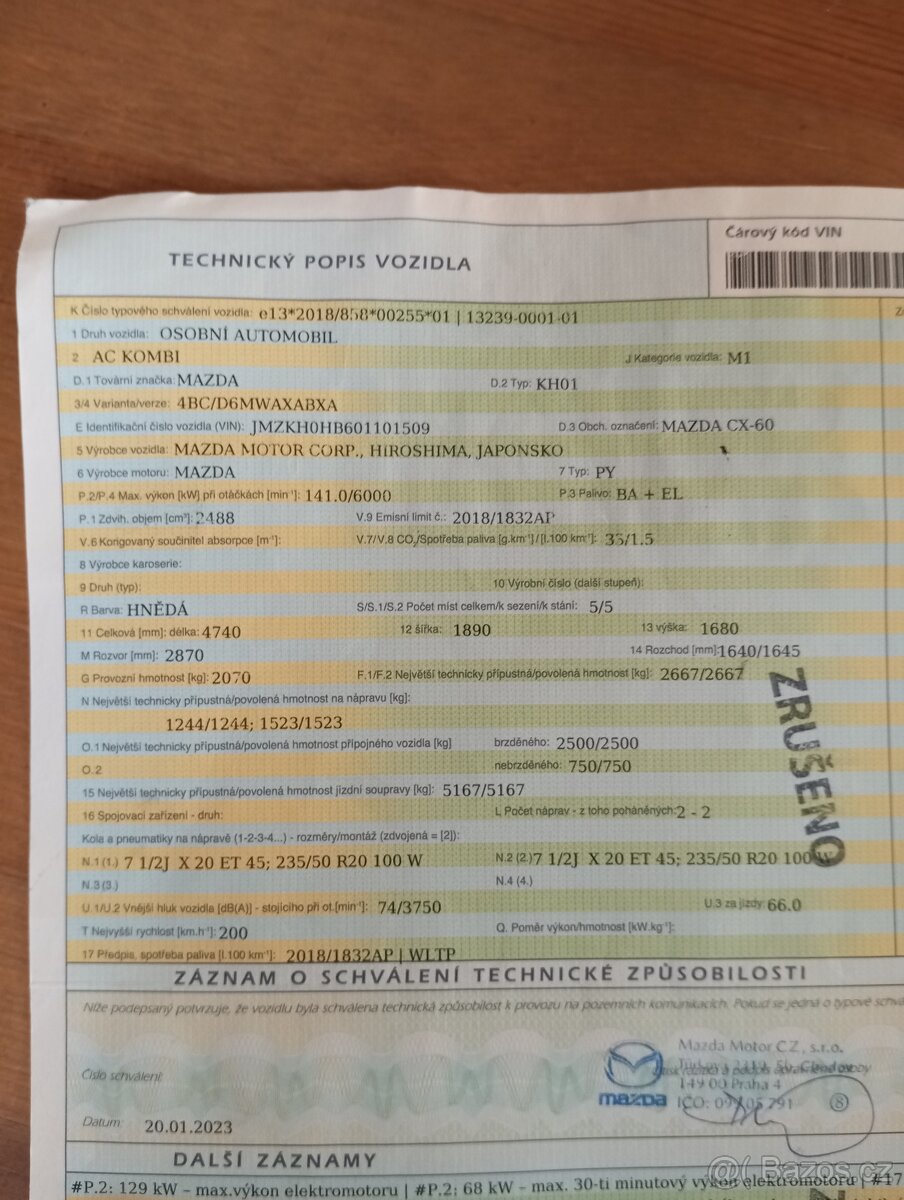 TECHNICKÝ POPIS VOZIDLA
Čárový kód VIN
K Číslo typového schválení vozidla: e13*2018/858*00255*01 | 13239-0001-01
1 Druh vozidla: OSOBNÍ AUTOMOBIL
2 AC KOMBI J Kategorie vozidla: M1
D.1 Tovární značka: MAZDA D.2 Typ: KH01
3/4 Varianta/verze: 4BC/D6MWAXABXA
E Identifikační číslo vozidla (VIN): JMZKH0HB601101509 D.3 Obch. označení: MAZDA CX-60
5 Výrobce vozidla: MAZDA MOTOR CORP., HIROSHIMA, JAPONSKO
6 Výrobce motoru: MAZDA 7 Typ: PY
P.2/P.4 Max. výkon [kW] při otáčkách [min⁻¹]: 141.0/6000 P.3 Palivo: BA + EL
P.1 Zdvih. objem [cm³]: 2488 V.9 Emisní limit č.: 2018/1832AP
V.6 Korigovaný součinitel absorpce [m⁻¹]: V.7/V.8 CO₂/Spotřeba paliva [g.km⁻¹]/[l.100 km⁻¹]: 33/1.5
8 Výrobce karoserie:
9 Druh (typ): 10 Výrobní číslo (další stupeň):
R Barva: HNĚDÁ S/S.1/S.2 Počet míst celkem/k sezení/k stání: 5/5
11 Celková [mm]: délka: 4740 12 šířka: 1890 13 výška: 1680
M Rozvor [mm]: 2870 14 Rozchod [mm]: 1640/1645
G Provozní hmotnost [kg]: 2070 F.1/F.2 Největší technicky přípustná/povolená hmotnost [kg]: 2667/2667
N Největší technicky přípustná/povolená hmotnost na nápravu [kg]:
1244/1244; 1523/1523
O.1 Největší technicky přípustná/povolená hmotnost přípojného vozidla [kg] brzděného: 2500/2500
O.2 nebrzděného: 750/750
15 Největší technicky přípustná/povolená hmotnost jízdní soupravy [kg]: 5167/5167
16 Spojovací zařízení - druh: L Počet náprav - z toho poháněných: 2 - 2
Kola a pneumatiky na nápravě (1-2-3-4...) - rozměry/montáž (zdvojená = [2]):
N.1 (1.) 7 1/2J X 20 ET 45; 235/50 R20 100 W N.2 (2.) 7 1/2J X 20 ET 45; 235/50 R20 100
N.3 (3.) N.4 (4.)
U.1/U.2 Vnější hluk vozidla [dB(A)] - stojícího při ot.[min⁻¹]: 74/3750 U.3 za jízdy: 66.0
T Nejvyšší rychlost [km.h⁻¹]: 200 Q. Poměr výkon/hmotnost [kW.kg⁻¹]:
17 Předpis, spotřeba paliva [l.100 km⁻¹]: 2018/1832AP | WLTP
ZRUŠENO
ZÁZNAM O SCHVÁLENÍ TECHNICKÉ ZPŮSOBILOSTI
Níže podepsaný potvrzuje, že vozidlu byla schválena technická způsobilost k provozu na pozemních komunikacích. Pokud se jedná o typové
Číslo schválení:
mazda
Mazda Motor CZ, s.r.o.
149 00 Praha 4
IČO:
8
Datum: 20.01.2023
DALŠÍ ZÁZNAMY
#P.2: 129 kW – max.výkon elektromotoru | #P.2: 68 kW – max. 30-ti minutový výkon elektromotoru | #17
Bazos.cz